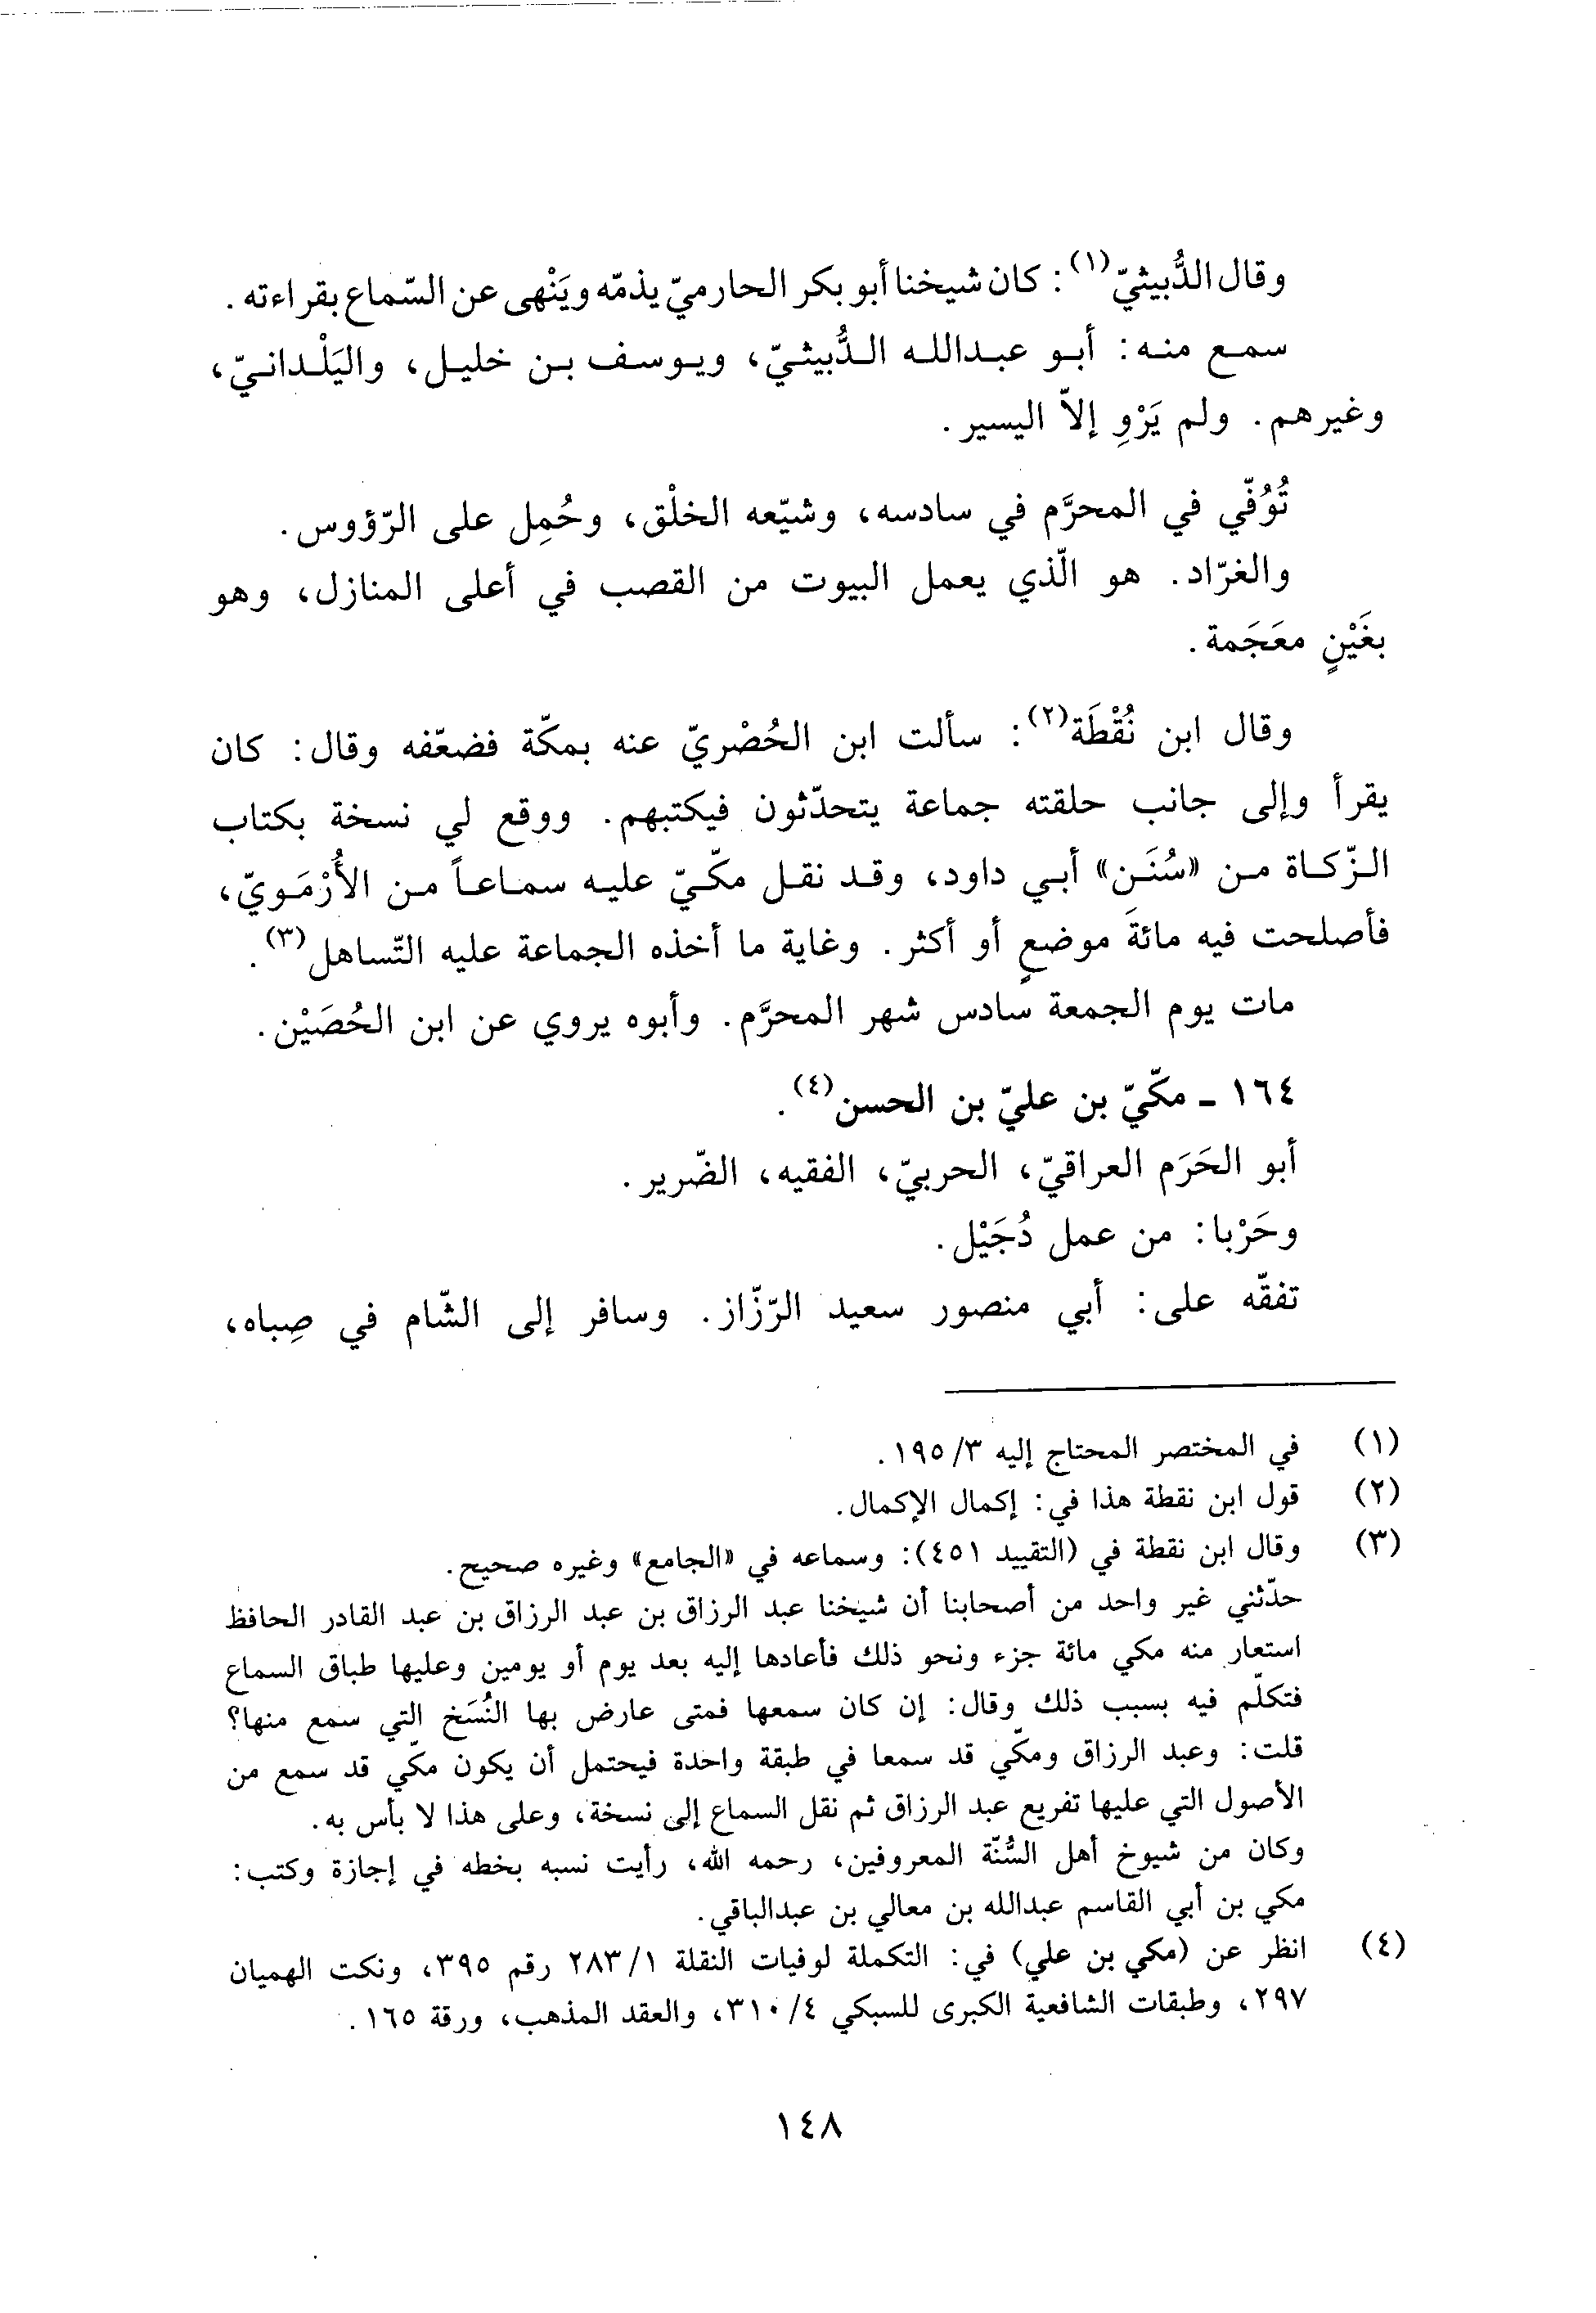 وقال الدُّبيثيّ(١): كان شيخنا أبو بكر الحارميّ يذمّه ويَنْهى عن السّماع بقراءته.
سمع منه: أبو عبدالله الدُّبيثيّ، ويوسف بن خليل، واليَلْدانيّ،
وغيرهم. ولم يَرْوِ إلاّ اليسير.
تُوُفّي في المحرَّم في سادسه، وشيّعه الخلْق، وحُمِل على الرّؤوس.
والغرّاد. هو الّذي يعمل البيوت من القصب في أعلى المنازل، وهو
بغَيْنٍ معَجَمة.
وقال ابن نُقْطَة(٢): سألت ابن الحُصْريّ عنه بمكّة فضعّفه وقال: كان
يقرأ وإلى جانب حلقته جماعة يتحدّثون فيكتبهم. ووقع لي نسخة بكتاب
الزّكاة من «سُنَن» أبي داود، وقد نقل مكّيّ عليه سماعاً من الأُرْمَويّ،
فأصلحت فيه مائةَ موضعٍ أو أكثر. وغاية ما أخذه الجماعة عليه التّساهل(٣).
مات يوم الجمعة سادس شهر المحرَّم. وأبوه يروي عن ابن الحُصَيْن.
١٦٤ - مكّيّ بن عليّ بن الحسن(٤).
أبو الحَرَم العراقيّ، الحربيّ، الفقيه، الضّرير.
وحَرْبا: من عمل دُجَيْل.
تفقّه على: أبي منصور سعيد الرّزّاز. وسافر إلى الشّام في صِباه،
(١) في المختصر المحتاج إليه ٣/١٩٥.
(٢) قول ابن نقطة هذا في: إكمال الإكمال.
(٣) وقال ابن نقطة في (التقييد ٤٥١): وسماعه في «الجامع» وغيره صحيح.
حدّثني غير واحد من أصحابنا أن شيخنا عبد الرزاق بن عبد الرزاق بن عبد القادر الحافظ
استعار منه مكي مائة جزء ونحو ذلك فأعادها إليه بعد يوم أو يومين وعليها طباق السماع
فتكلّم فيه بسبب ذلك وقال: إن كان سمعها فمتى عارض بها النُسَخ التي سمع منها؟
قلت: وعبد الرزاق ومكّي قد سمعا في طبقة واحدة فيحتمل أن يكون مكّي قد سمع من
الأصول التي عليها تفريع عبد الرزاق ثم نقل السماع إلى نسخة، وعلى هذا لا بأس به.
وكان من شيوخ أهل السُّنّة المعروفين، رحمه الله، رأيت نسبه بخطه في إجازة وكتب:
مكي بن أبي القاسم عبدالله بن معالي بن عبدالباقي.
(٤) انظر عن (مكي بن علي) في: التكملة لوفيات النقلة ١/٢٨٣ رقم ٣٩٥، ونكت الهميان
٢٩٧، وطبقات الشافعية الكبرى للسبكي ٤/٣١٠، والعقد المذهب، ورقة ١٦٥.
١٤٨